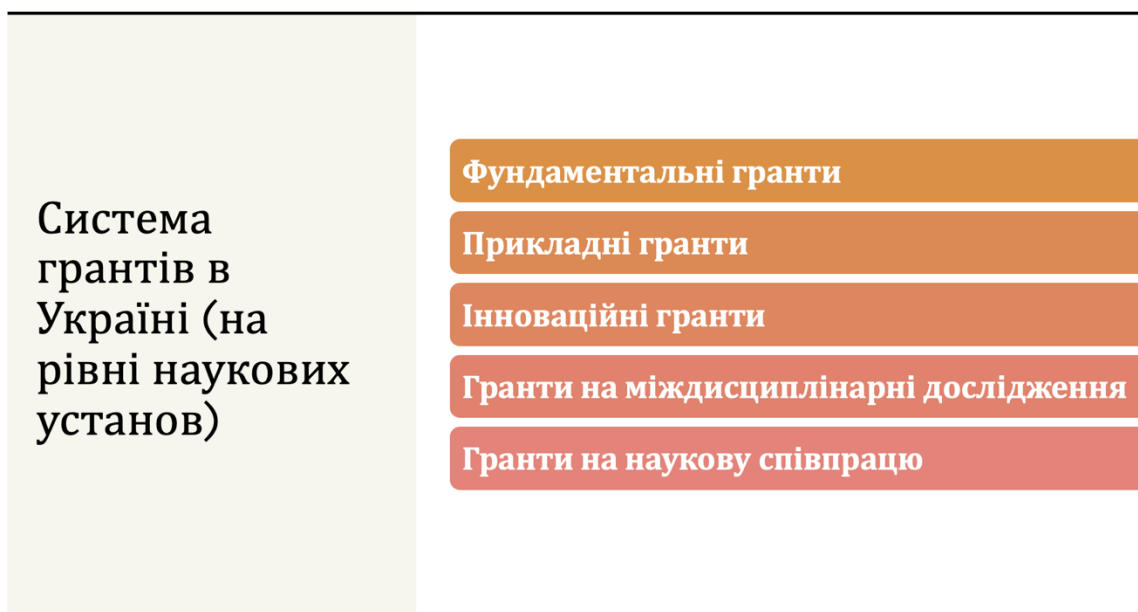 Система
грантів в
Україні (на
рівні наукових
установ)
Фундаментальні гранти
Прикладні гранти
Інноваційні гранти
Гранти на міждисциплінарні дослідження
Гранти на наукову співпрацю